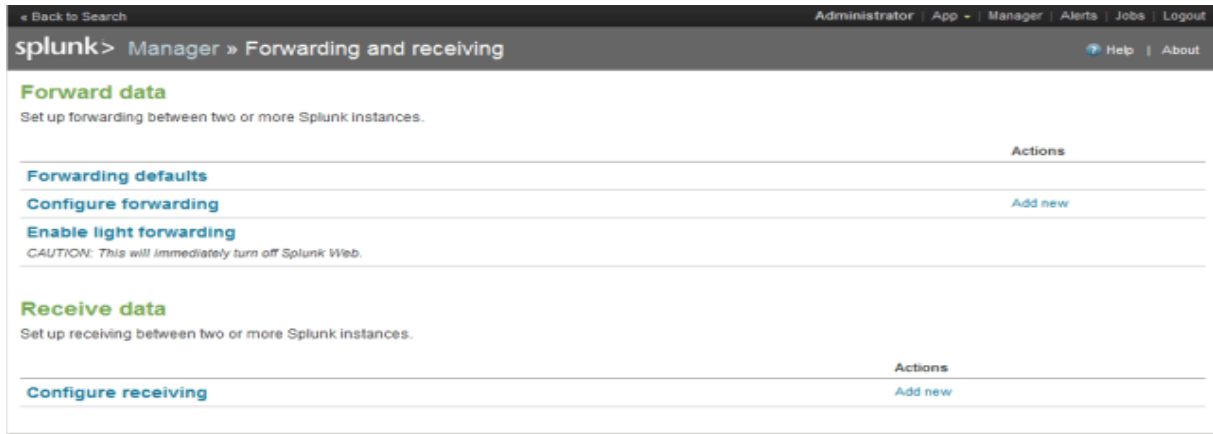 « Back to Search Administrator | App | Manager | Alerts | Jobs | Logout
splunk> Manager » Forwarding and receiving Help | About
Forward data
Set up forwarding between two or more Splunk instances.
Actions
Forwarding defaults
Configure forwarding Add new
Enable light forwarding
CAUTION: This will immediately turn off Splunk Web.
Receive data
Set up receiving between two or more Splunk instances.
Actions
Configure receiving Add new